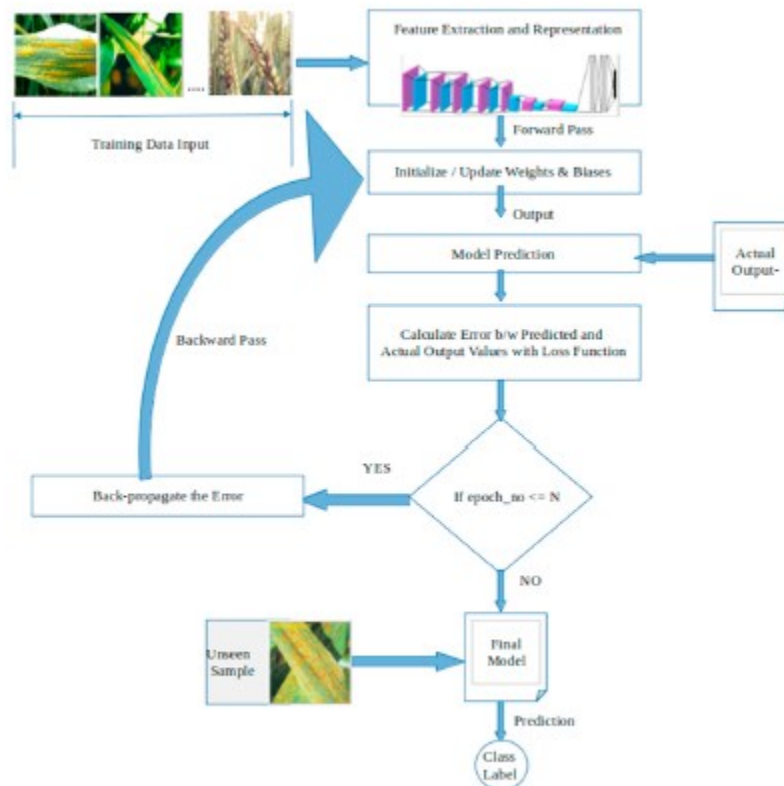 Feature Extraction and Representation
....
Training Data Input
Forward Pass
Initialize / Update Weights & Biases
Output
Model Prediction
Actual
Output-
Calculate Error b/w Predicted and
Actual Output Values with Loss Function
Backward Pass
YES
Back-propagate the Error
If epoch_no <= N
NO
Unseen
Sample
Final
Model
Prediction
Class
Label